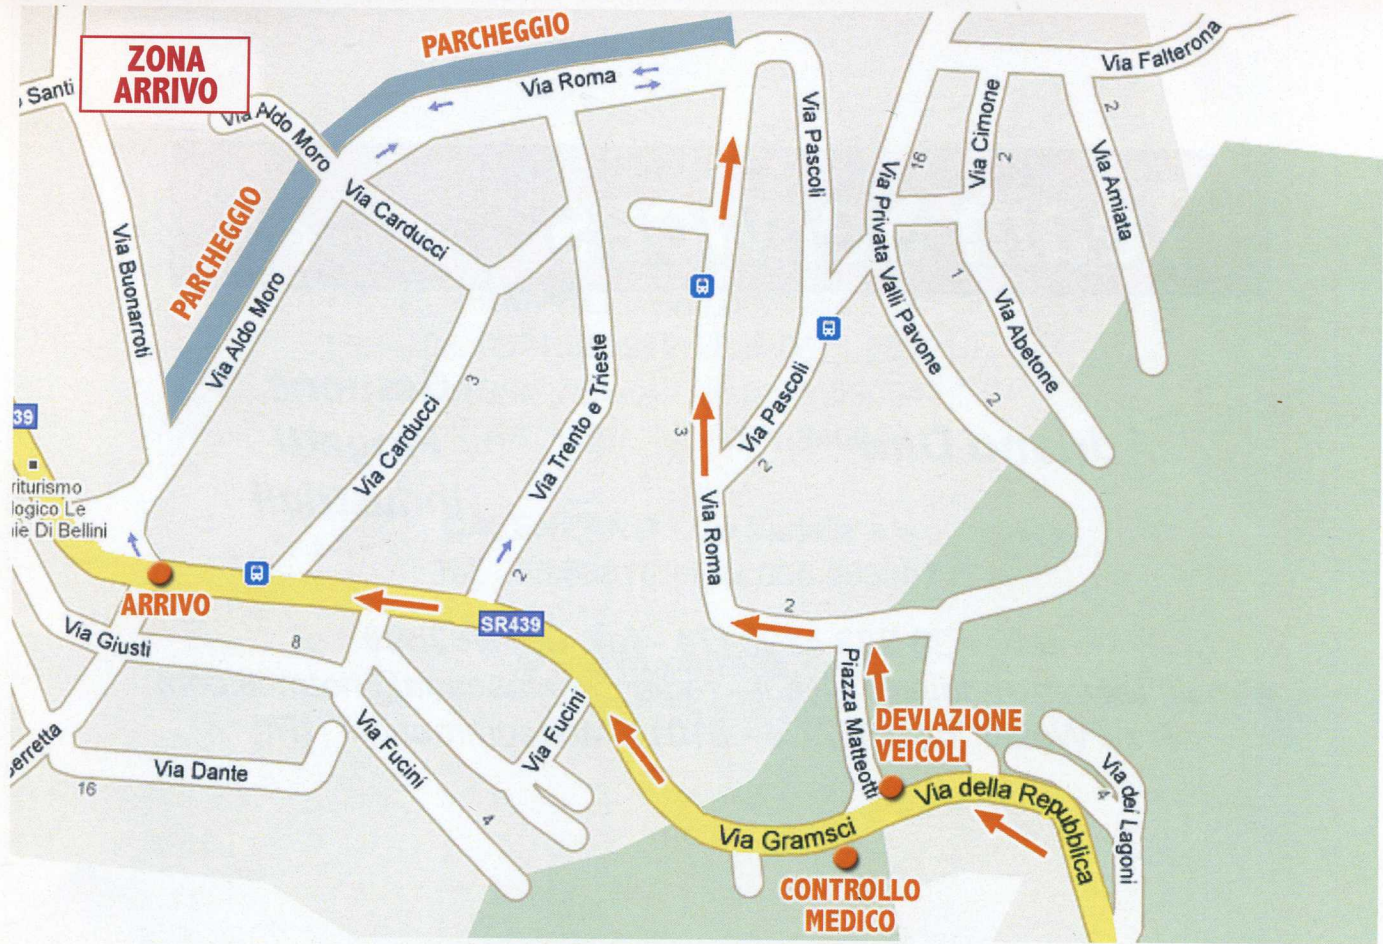 ZONA
ARRIVO
PARCHEGGIO
Via Roma
Via Falterona
Santi
Via Aldo Moro
Via Pascoli
Via Cimone
16
2
2
Via Amiata
Via Carducci
Via Privata Valli Pavone
PARCHEGGIO
Via Buonarroti
Via Aldo Moro
1
Via Abetone
39
3
Via Carducci
Via Trento e Trieste
3
Via Pascoli
2
2
riturismo
logico Le
ie Di Bellini
Via Roma
2
ARRIVO
SR439
2
Via Giusti
8
Piazza Matteotti
DEVIAZIONE
VEICOLI
Via Fucini
Via Fucini
erretta
Via Dante
16
4
Via Gramsci
Via della Repubblica
4
Via dei Lagoni
CONTROLLO
MEDICO